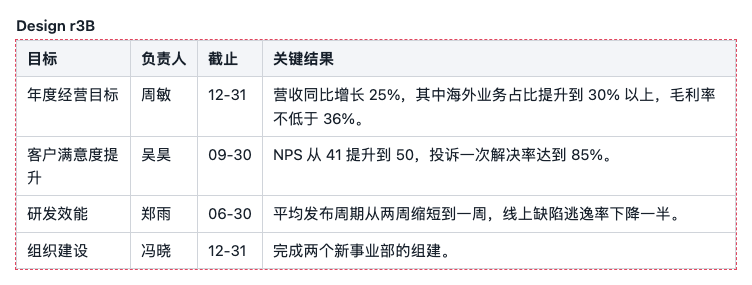 Design r3B
目标 负责人 截止 关键结果
年度经营目标 周敏 12-31 营收同比增长 25%，其中海外业务占比提升到 30% 以上，毛利率
不低于 36%。
客户满意度提 吴昊 09-30 NPS 从 41 提升到 50，投诉一次解决率达到 85%。
升
研发效能 郑雨 06-30 平均发布周期从两周缩短到一周，线上缺陷逃逸率下降一半。
组织建设 冯晓 12-31 完成两个新事业部的组建。